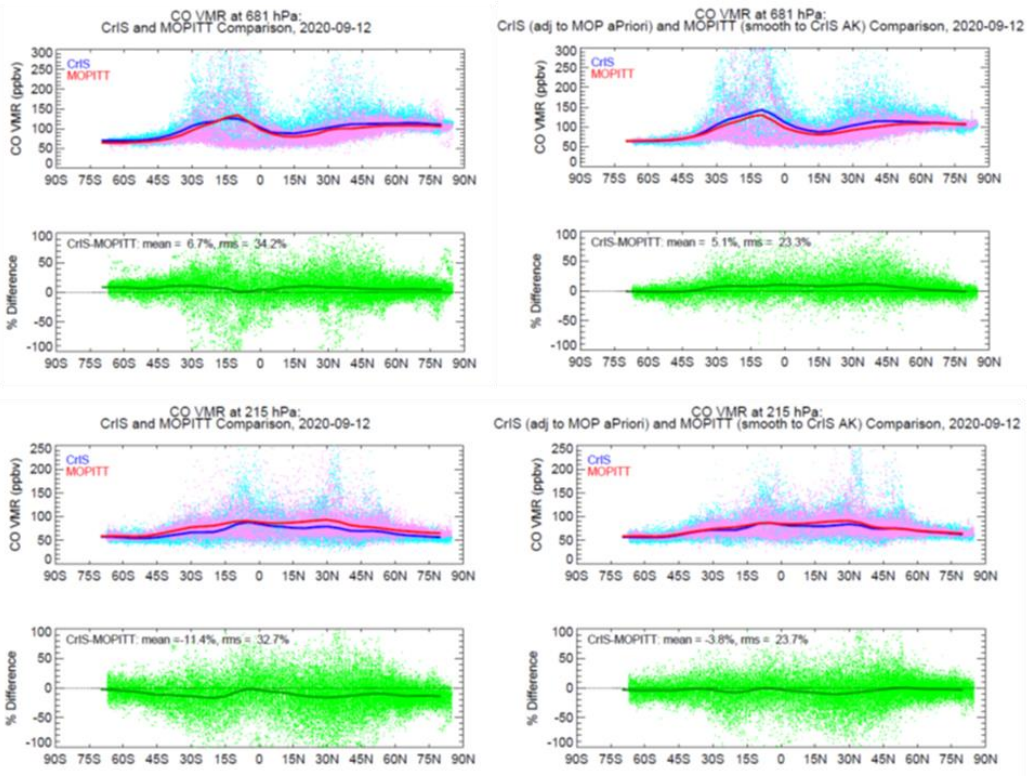 CO VMR at 681 hPa:
CrIS and MOPITT Comparison, 2020-09-12
CO VMR (ppbv)
300
250
200
150
100
50
0
CrIS
MOPITT
90S 75S 60S 45S 30S 15S 0 15N 30N 45N 60N 75N 90N
% Difference
100
50
0
-50
-100
CrIS-MOPITT: mean = 6.7%, rms = 34.2%
90S 75S 60S 45S 30S 15S 0 15N 30N 45N 60N 75N 90N
CO VMR at 681 hPa:
CrIS (adj to MOP aPriori) and MOPITT (smooth to CrIS AK) Comparison, 2020-09-12
CO VMR (ppbv)
300
250
200
150
100
50
0
CrIS
MOPITT
90S 75S 60S 45S 30S 15S 0 15N 30N 45N 60N 75N 90N
% Difference
100
50
0
-50
-100
CrIS-MOPITT: mean = 5.1%, rms = 23.3%
90S 75S 60S 45S 30S 15S 0 15N 30N 45N 60N 75N 90N
CO VMR at 215 hPa:
CrIS and MOPITT Comparison, 2020-09-12
CO VMR (ppbv)
250
200
150
100
50
0
CrIS
MOPITT
90S 75S 60S 45S 30S 15S 0 15N 30N 45N 60N 75N 90N
% Difference
100
50
0
-50
-100
CrIS-MOPITT: mean =-11.4%, rms = 32.7%
90S 75S 60S 45S 30S 15S 0 15N 30N 45N 60N 75N 90N
CO VMR at 215 hPa:
CrIS (adj to MOP aPriori) and MOPITT (smooth to CrIS AK) Comparison, 2020-09-12
CO VMR (ppbv)
250
200
150
100
50
0
CrIS
MOPITT
90S 75S 60S 45S 30S 15S 0 15N 30N 45N 60N 75N 90N
% Difference
100
50
0
-50
-100
CrIS-MOPITT: mean = -3.8%, rms = 23.7%
90S 75S 60S 45S 30S 15S 0 15N 30N 45N 60N 75N 90N